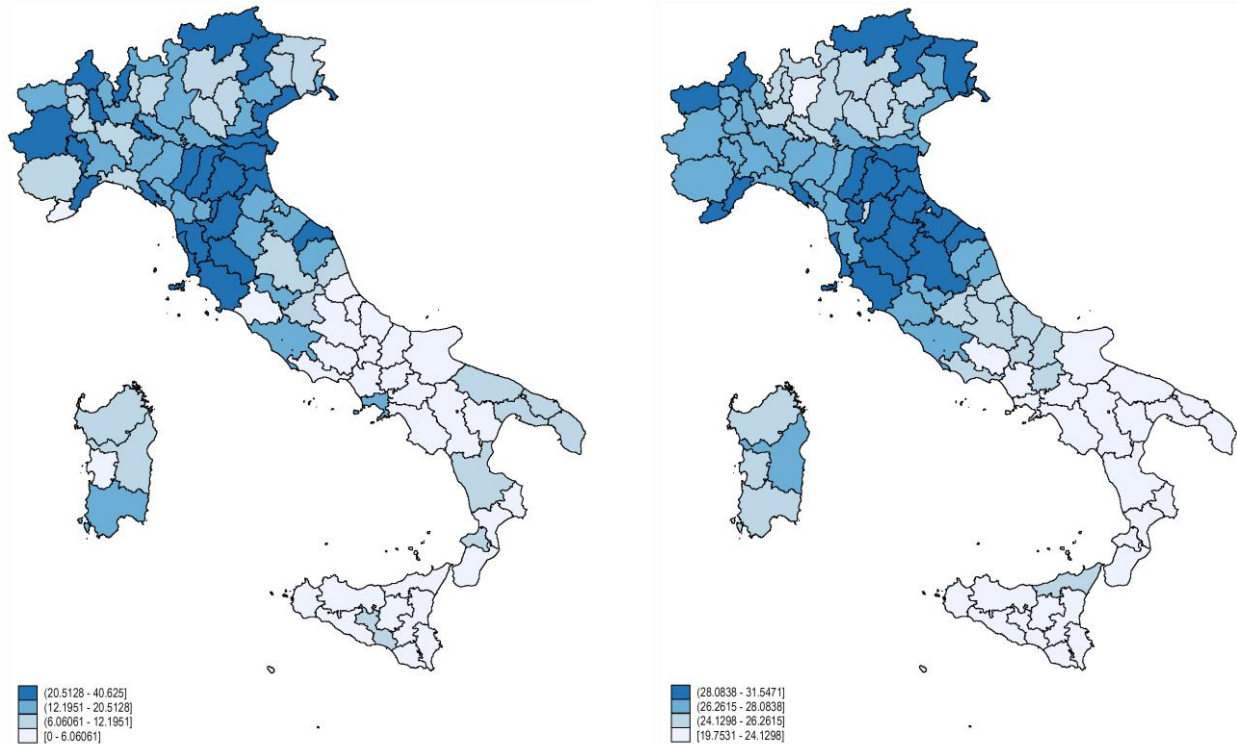 (20.5128 - 40.625]
(12.1951 - 20.5128]
(6.06061 - 12.1951]
[0 - 6.06061]
(28.0838 - 31.5471]
(26.2615 - 28.0838]
(24.1298 - 26.2615]
[19.7531 - 24.1298]